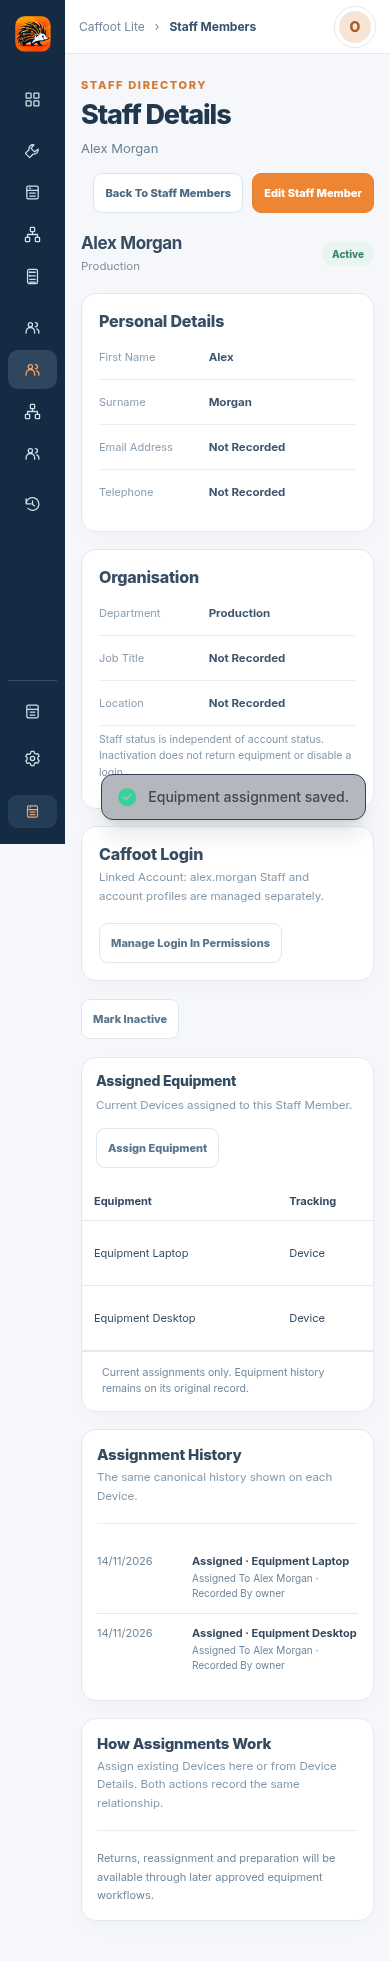 Caffoot Lite › Staff Members
O
STAFF DIRECTORY
Staff Details
Alex Morgan
Back To Staff Members
Edit Staff Member
Alex Morgan
Production
Active
Personal Details
First Name Alex
Surname Morgan
Email Address Not Recorded
Telephone Not Recorded
Organisation
Department Production
Job Title Not Recorded
Location Not Recorded
Staff status is independent of account status.
Inactivation does not return equipment or disable a
login.
Equipment assignment saved.
Caffoot Login
Linked Account: alex.morgan Staff and
account profiles are managed separately.
Manage Login In Permissions
Mark Inactive
Assigned Equipment
Current Devices assigned to this Staff Member.
Assign Equipment
Equipment Tracking
Equipment Laptop Device
Equipment Desktop Device
Current assignments only. Equipment history
remains on its original record.
Assignment History
The same canonical history shown on each
Device.
14/11/2026 Assigned · Equipment Laptop
Assigned To Alex Morgan ·
Recorded By owner
14/11/2026 Assigned · Equipment Desktop
Assigned To Alex Morgan ·
Recorded By owner
How Assignments Work
Assign existing Devices here or from Device
Details. Both actions record the same
relationship.
Returns, reassignment and preparation will be
available through later approved equipment
workflows.